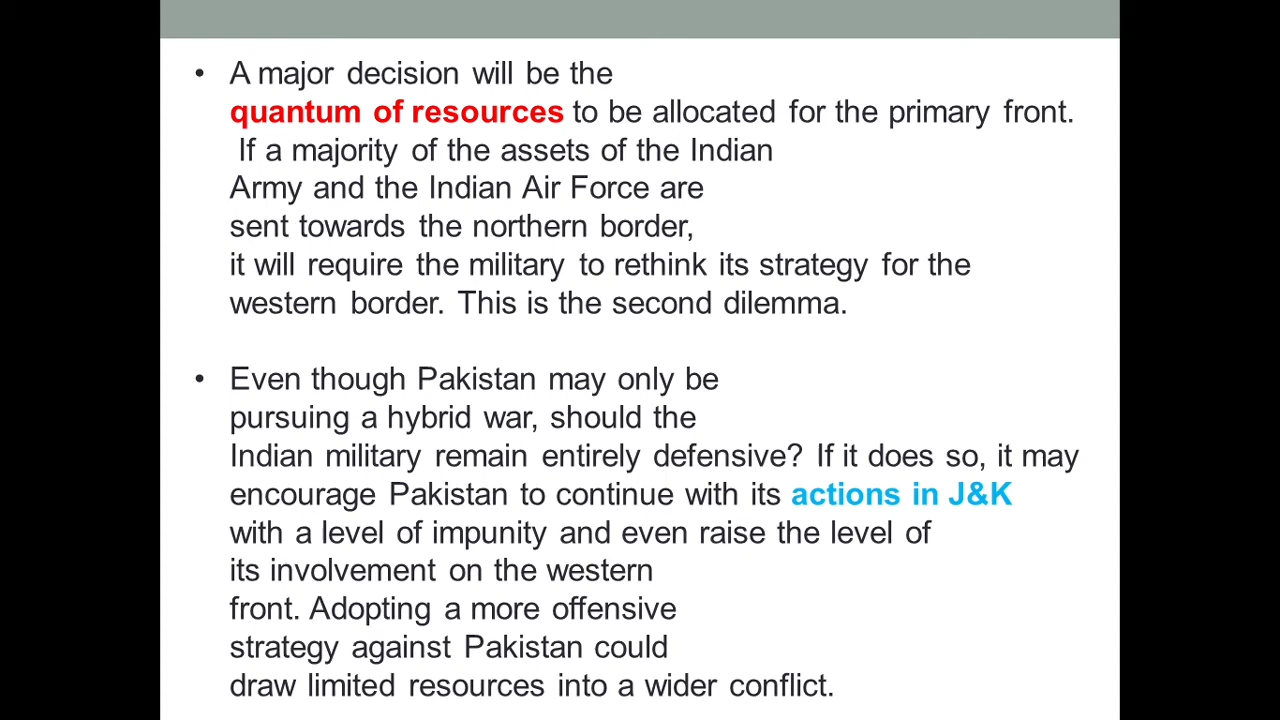 • A major decision will be the
quantum of resources to be allocated for the primary front.
If a majority of the assets of the Indian
Army and the Indian Air Force are
sent towards the northern border,
it will require the military to rethink its strategy for the
western border. This is the second dilemma.
• Even though Pakistan may only be
pursuing a hybrid war, should the
Indian military remain entirely defensive? If it does so, it may
encourage Pakistan to continue with its actions in J&K
with a level of impunity and even raise the level of
its involvement on the western
front. Adopting a more offensive
strategy against Pakistan could
draw limited resources into a wider conflict.